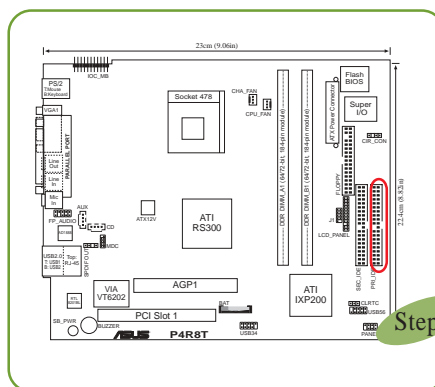 23cm (9.06in)
IOC_MB
PS/2
T:Mouse
B:Keyboard
CHA_FAN
CPU_FAN
Flash
BIOS
Super
I/O
Socket 478
VGA1
PARALLEL PORT
ATX Power Connector
CIR_CON
DDR DIMM_A1 (64/72-bit, 184-pin module)
DDR DIMM_B1 (64/72-bit, 184-pin module)
22.4cm (8.82in)
Line
Out
Line
In
Mic
In
FLOPPY
AUX
FP_AUDIO
CD
ATX12V
ATI
RS300
J1
LCD_PANEL
MDC
SPDIFOUT
USB2.0
T: USB1
B: USB2
Top:
RJ-45
SEC_IDE
PRI_ID
VIA
VT6202
AGP1
ATI
IXP200
BAT
CLRTC
USB56
PCI Slot 1
SB_PWR
BUZZER
ASUS
P4R8T
USB34
PANE
Step